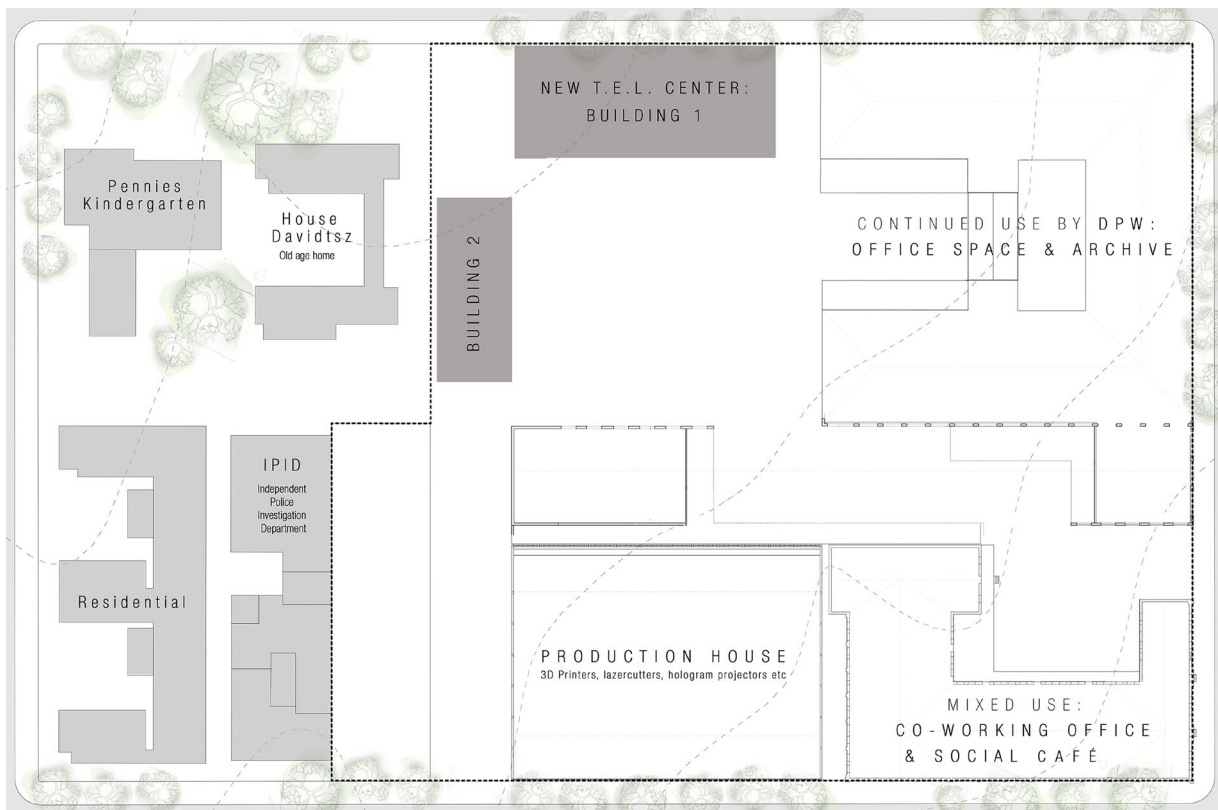 NEW T.E.L. CENTER:
BUILDING 1
Pennies
Kindergarten
House
Davidtsz
Old age home
BUILDING 2
CONTINUED USE BY DPW:
OFFICE SPACE & ARCHIVE
IPID
Independent
Police
Investigation
Department
Residential
PRODUCTION HOUSE
3D Printers, lazercutters, hologram projectors etc
MIXED USE:
CO-WORKING OFFICE
& SOCIAL CAFÉ